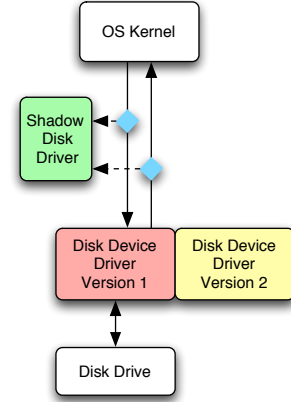 OS Kernel
Shadow
Disk
Driver
Disk Device
Driver
Version 1
Disk Device
Driver
Version 2
Disk Drive